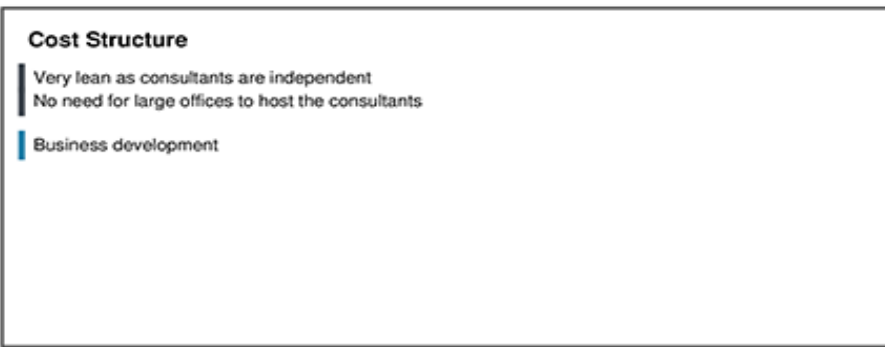 Cost Structure
Very lean as consultants are independent
No need for large offices to host the consultants
Business development